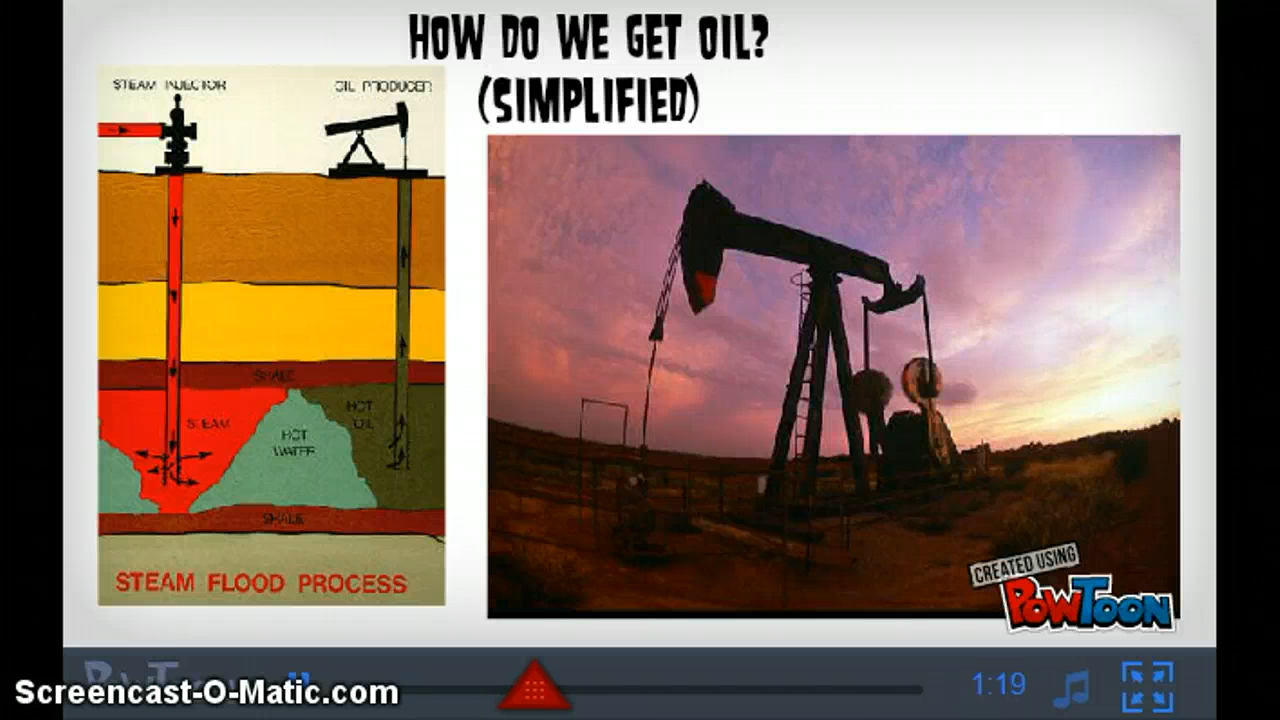 HOW DO WE GET OIL?
(SIMPLIFIED)
STEAM INJECTOR
OIL PRODUCER
SHALE
STEAM
HOT
OIL
HOT
WATER
SHALE
STEAM FLOOD PROCESS
CREATED USING
POWTOON
1:19
Screencast-O-Matic.com